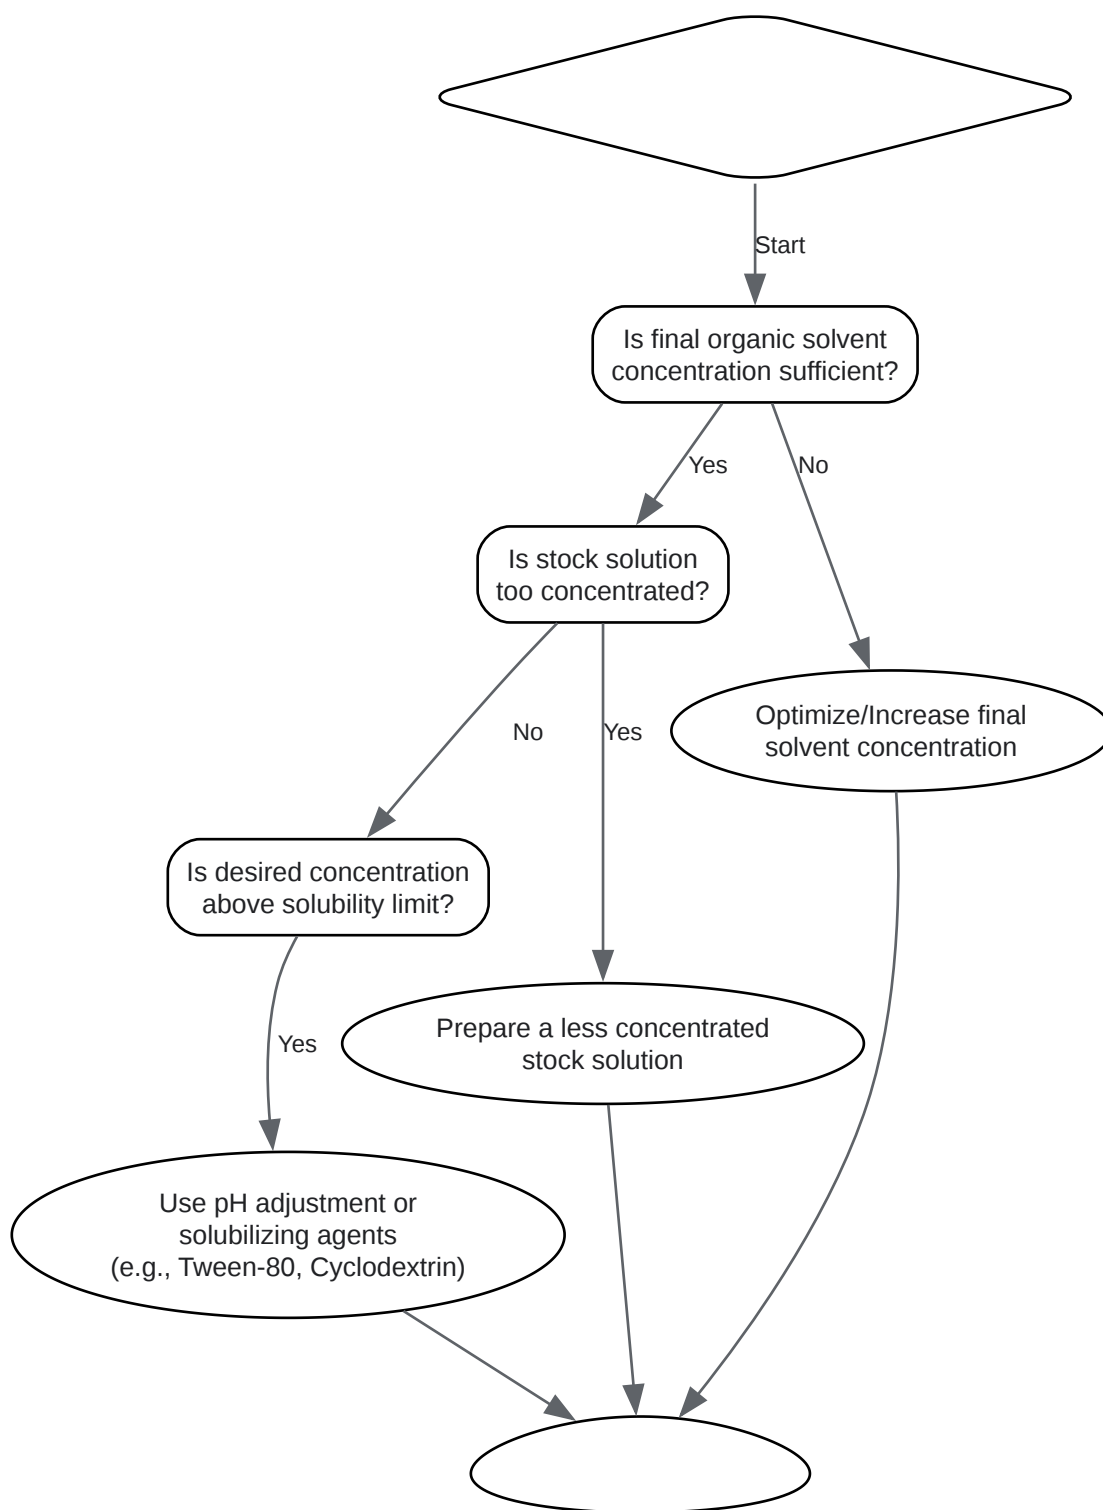 Start
Is final organic solvent
concentration sufficient?
Yes
No
Is stock solution
too concentrated?
No
Yes
Optimize/Increase final
solvent concentration
Is desired concentration
above solubility limit?
Yes
Prepare a less concentrated
stock solution
Use pH adjustment or
solubilizing agents
(e.g., Tween-80, Cyclodextrin)